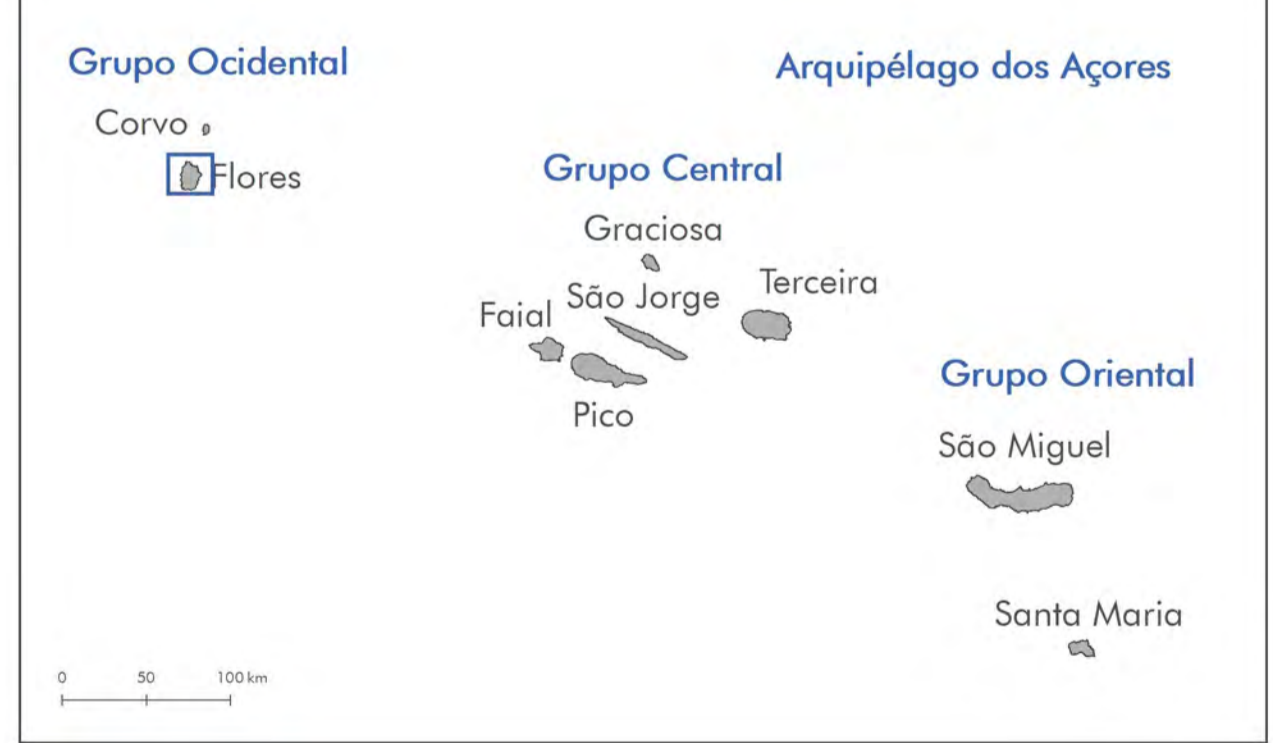 Grupo Ocidental
Arquipélago dos Açores
Corvo
Flores
Grupo Central
Graciosa
São Jorge
Terceira
Faial
Pico
Grupo Oriental
São Miguel
Santa Maria
0 50 100 km